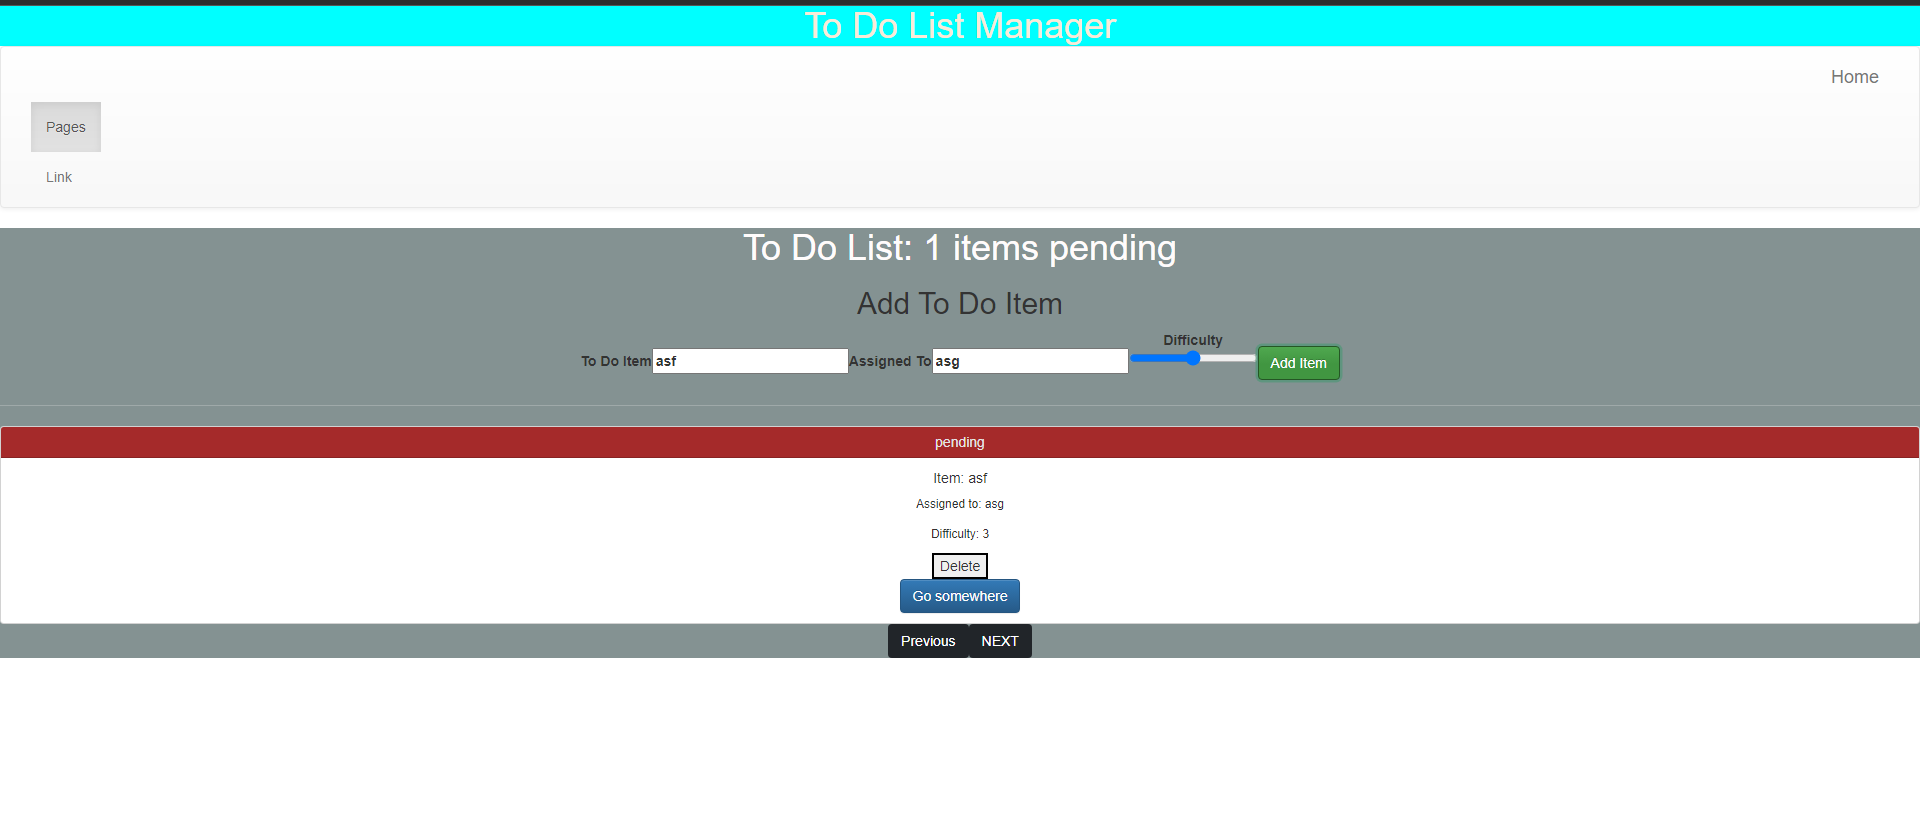 To Do List Manager
Home
Pages
Link
To Do List: 1 items pending
Add To Do Item
Difficulty
To Do Item asf Assigned To asg Add Item
pending
Item: asf
Assigned to: asg
Difficulty: 3
Delete
Go somewhere
Previous NEXT